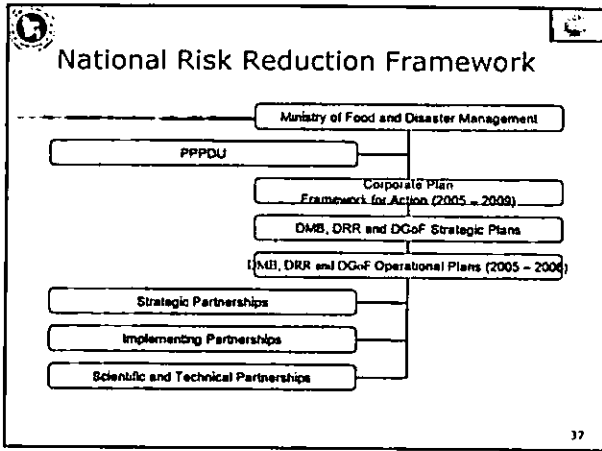 National Risk Reduction Framework
Ministry of Food and Disaster Management
PPPDU
Corporate Plan
Framework for Action (2005 – 2009)
DMB, DRR and DGoF Strategic Plans
DMB, DRR and DGoF Operational Plans (2005 – 2006)
Strategic Partnerships
Implementing Partnerships
Scientific and Technical Partnerships
37